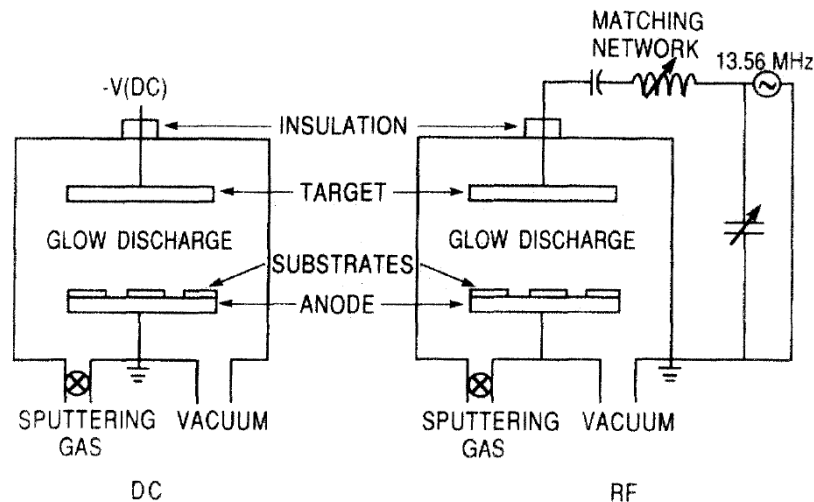 MATCHING
NETWORK
13.56 MHz
-V(DC)
INSULATION
TARGET
GLOW DISCHARGE
GLOW DISCHARGE
SUBSTRATES
ANODE
SPUTTERING
GAS
VACUUM
SPUTTERING
GAS
VACUUM
DC
RF